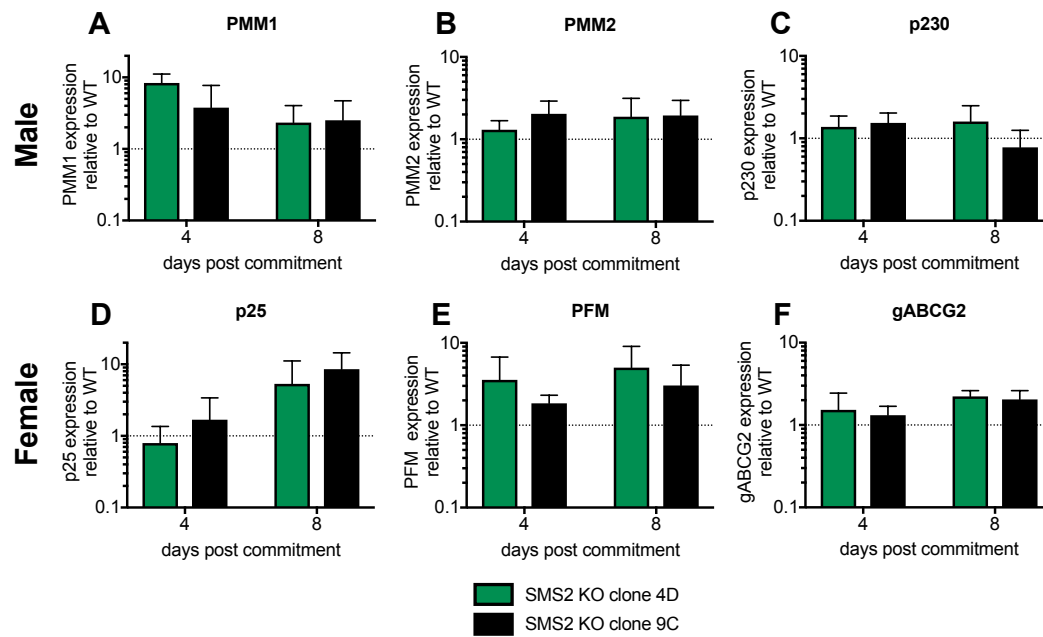 A
PMM1
PMM1 expression
relative to WT
10
1
0.1
4
8
days post commitment
B
PMM2
PMM2 expression
relative to WT
10
1
0.1
4
8
days post commitment
C
p230
p230 expression
relative to WT
10
1
0.1
4
8
days post commitment
Male
D
p25
p25 expression
relative to WT
10
1
0.1
4
8
days post commitment
E
PFM
PFM expression
relative to WT
10
1
0.1
4
8
days post commitment
F
gABCG2
gABCG2 expression
relative to WT
10
1
0.1
4
8
days post commitment
Female
SMS2 KO clone 4D
SMS2 KO clone 9C